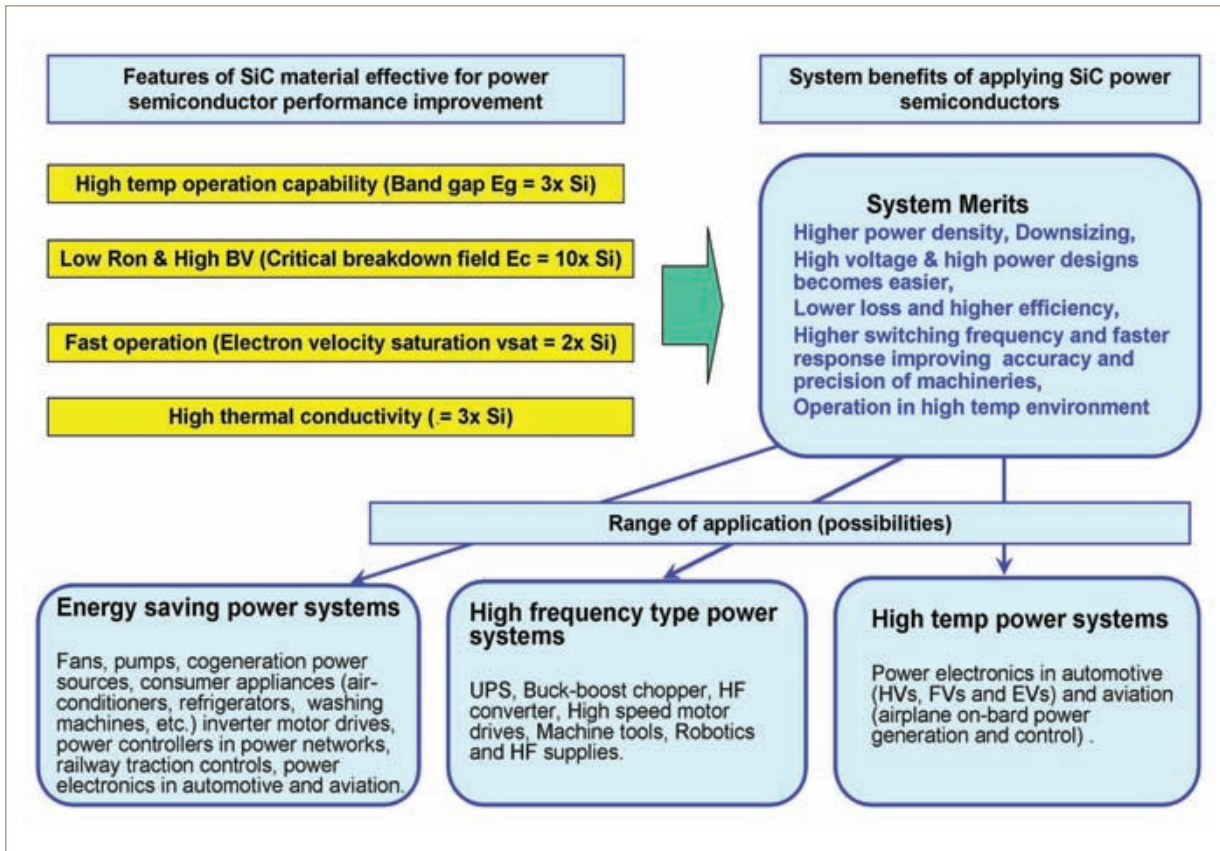 Features of SiC material effective for power
semiconductor performance improvement
High temp operation capability (Band gap Eg = 3x Si)
Low Ron & High BV (Critical breakdown field Ec = 10x Si)
Fast operation (Electron velocity saturation vsat = 2x Si)
High thermal conductivity (.= 3x Si)
System benefits of applying SiC power
semiconductors
System Merits
Higher power density, Downsizing,
High voltage & high power designs
becomes easier,
Lower loss and higher efficiency,
Higher switching frequency and faster
response improving accuracy and
precision of machineries,
Operation in high temp environment
Range of application (possibilities)
Energy saving power systems
Fans, pumps, cogeneration power
sources, consumer appliances (air-
conditioners, refrigerators, washing
machines, etc.) inverter motor drives,
power controllers in power networks,
railway traction controls, power
electronics in automotive and aviation.
High frequency type power
systems
UPS, Buck-boost chopper, HF
converter, High speed motor
drives, Machine tools, Robotics
and HF supplies.
High temp power systems
Power electronics in automotive
(HVs, FVs and EVs) and aviation
(airplane on-bard power
generation and control) .